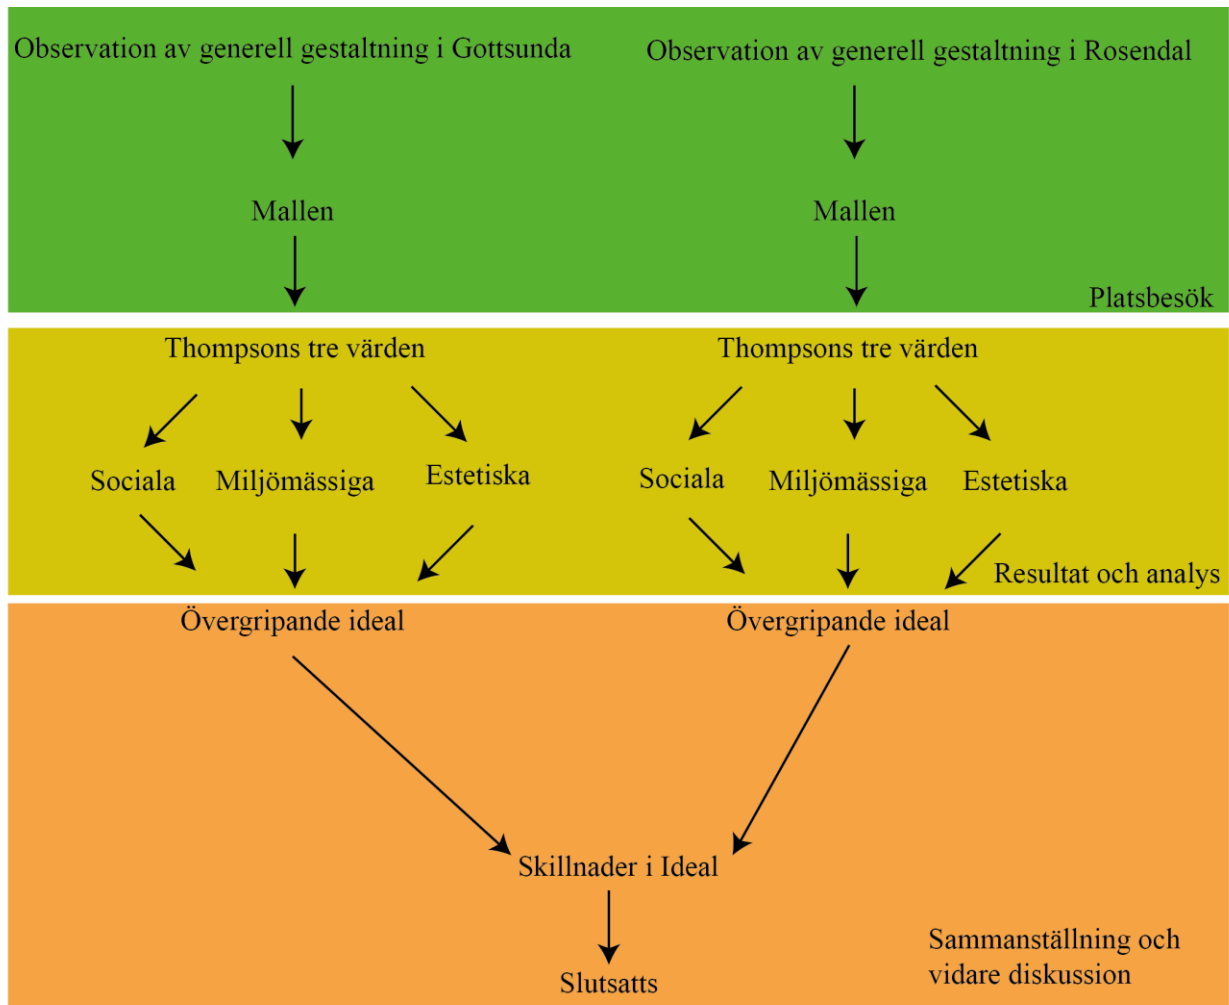 Observation av generell gestaltning i Gottsunda
Observation av generell gestaltning i Rosendal
Mallen
Mallen
Platsbesök
Thompsons tre värden
Thompsons tre värden
Sociala
Miljömässiga
Estetiska
Sociala
Miljömässiga
Estetiska
Resultat och analys
Övergripande ideal
Övergripande ideal
Skillnader i Ideal
Slutsatts
Sammanställning och
vidare diskussion